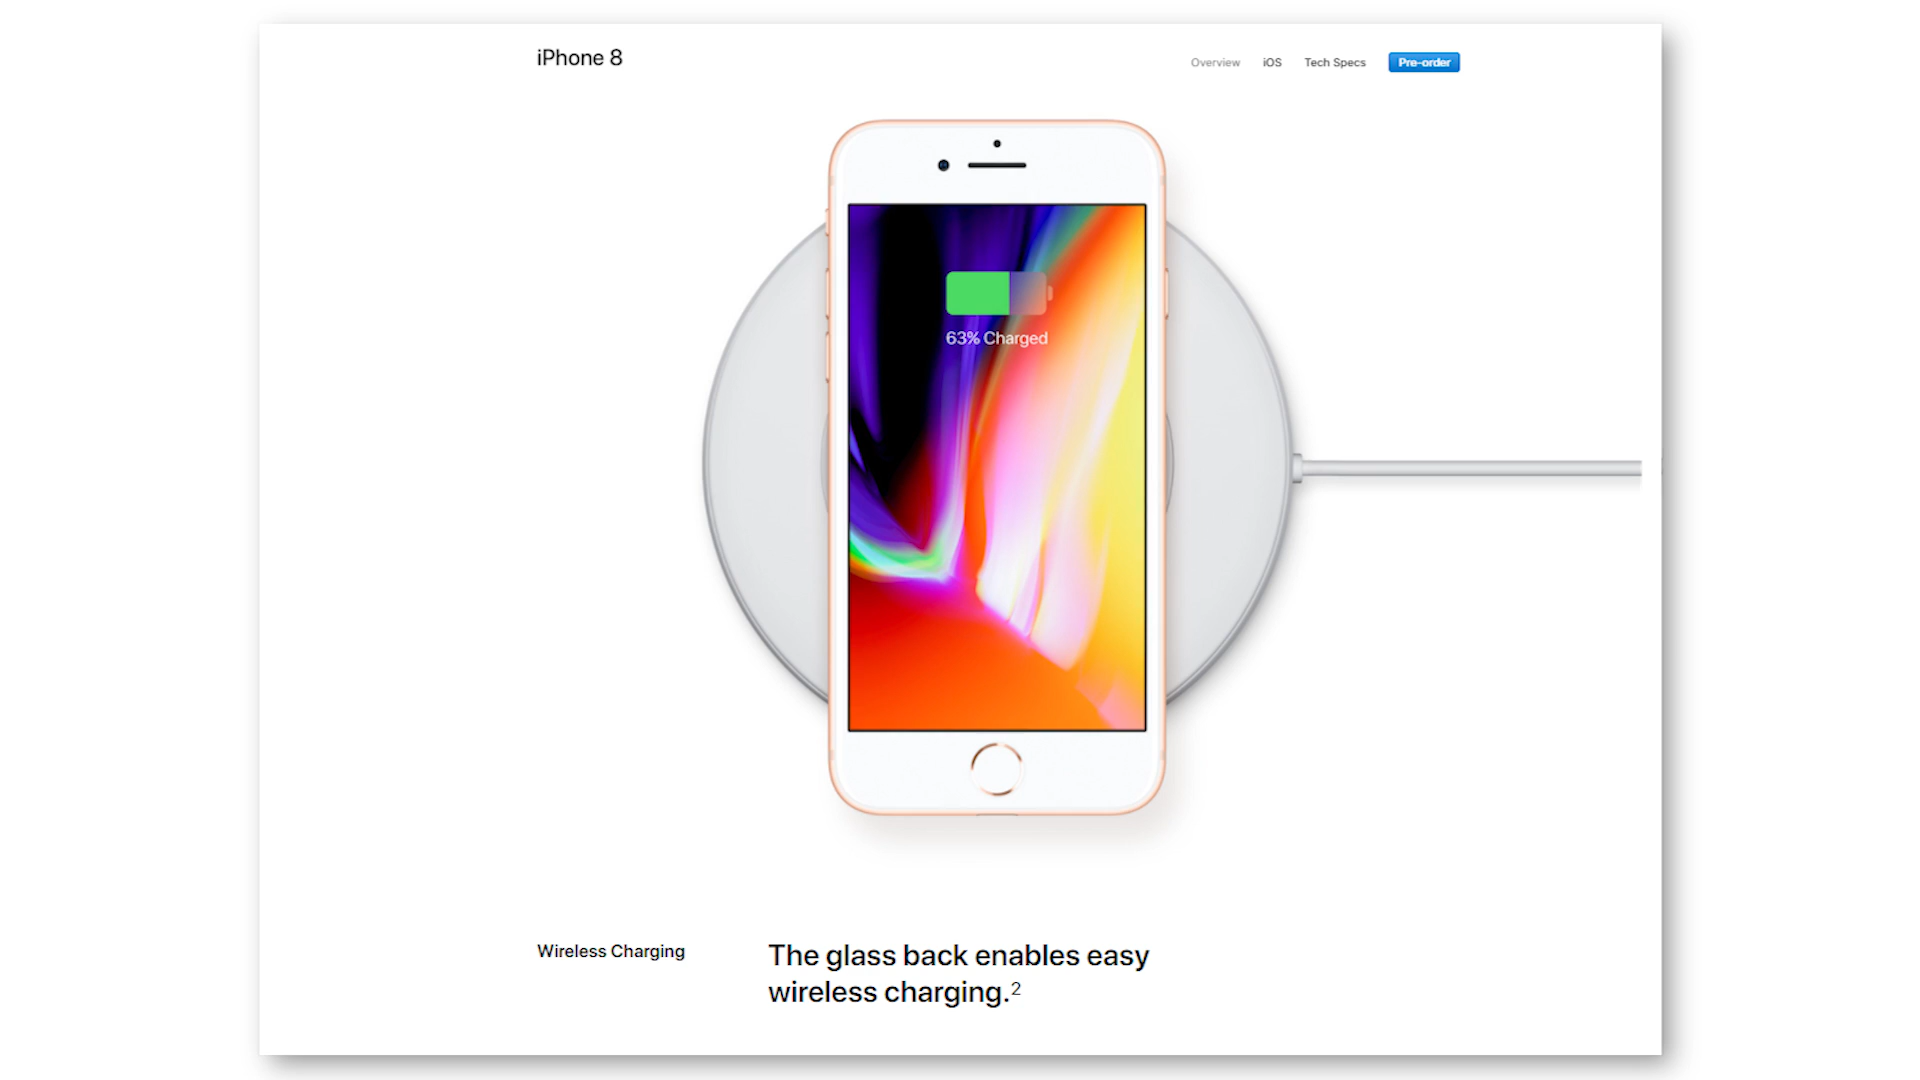 iPhone 8
Overview iOS Tech Specs Pre-order
63% Charged
Wireless Charging
The glass back enables easy
wireless charging.²